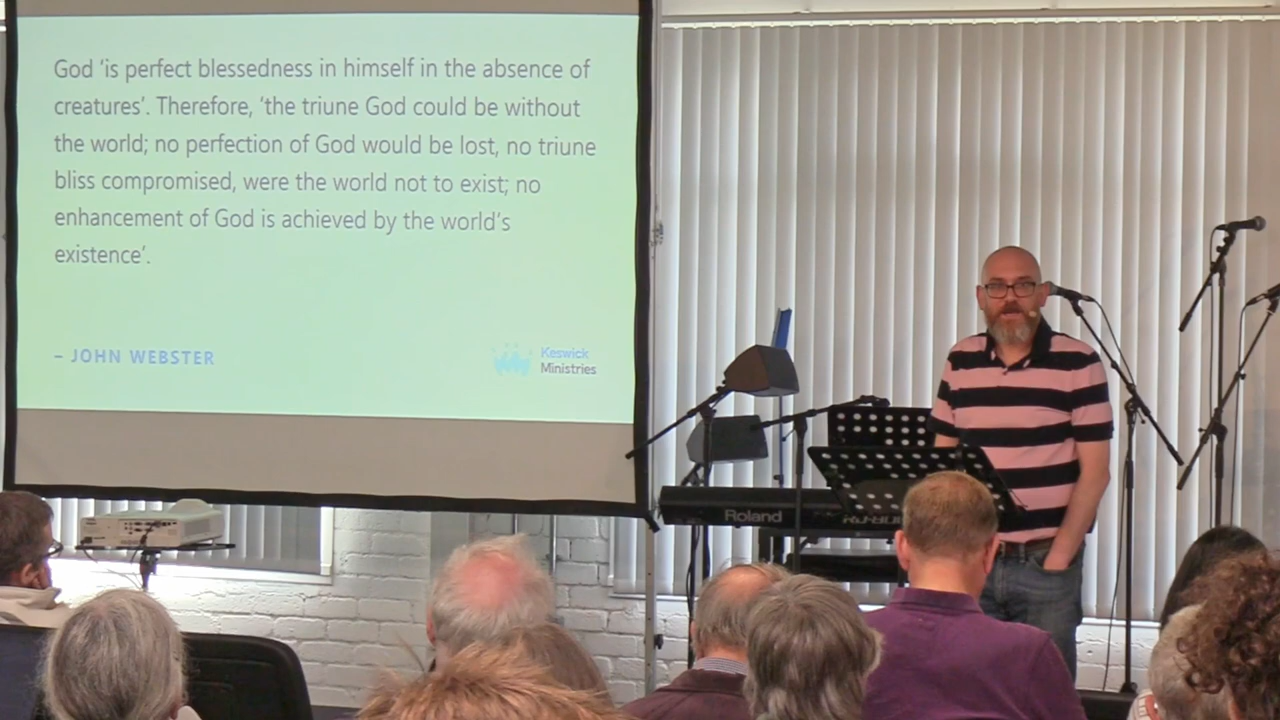 God ‘is perfect blessedness in himself in the absence of
creatures’. Therefore, ‘the triune God could be without
the world; no perfection of God would be lost, no triune
bliss compromised, were the world not to exist; no
enhancement of God is achieved by the world’s
existence’.
– JOHN WEBSTER
Keswick
Ministries
Roland